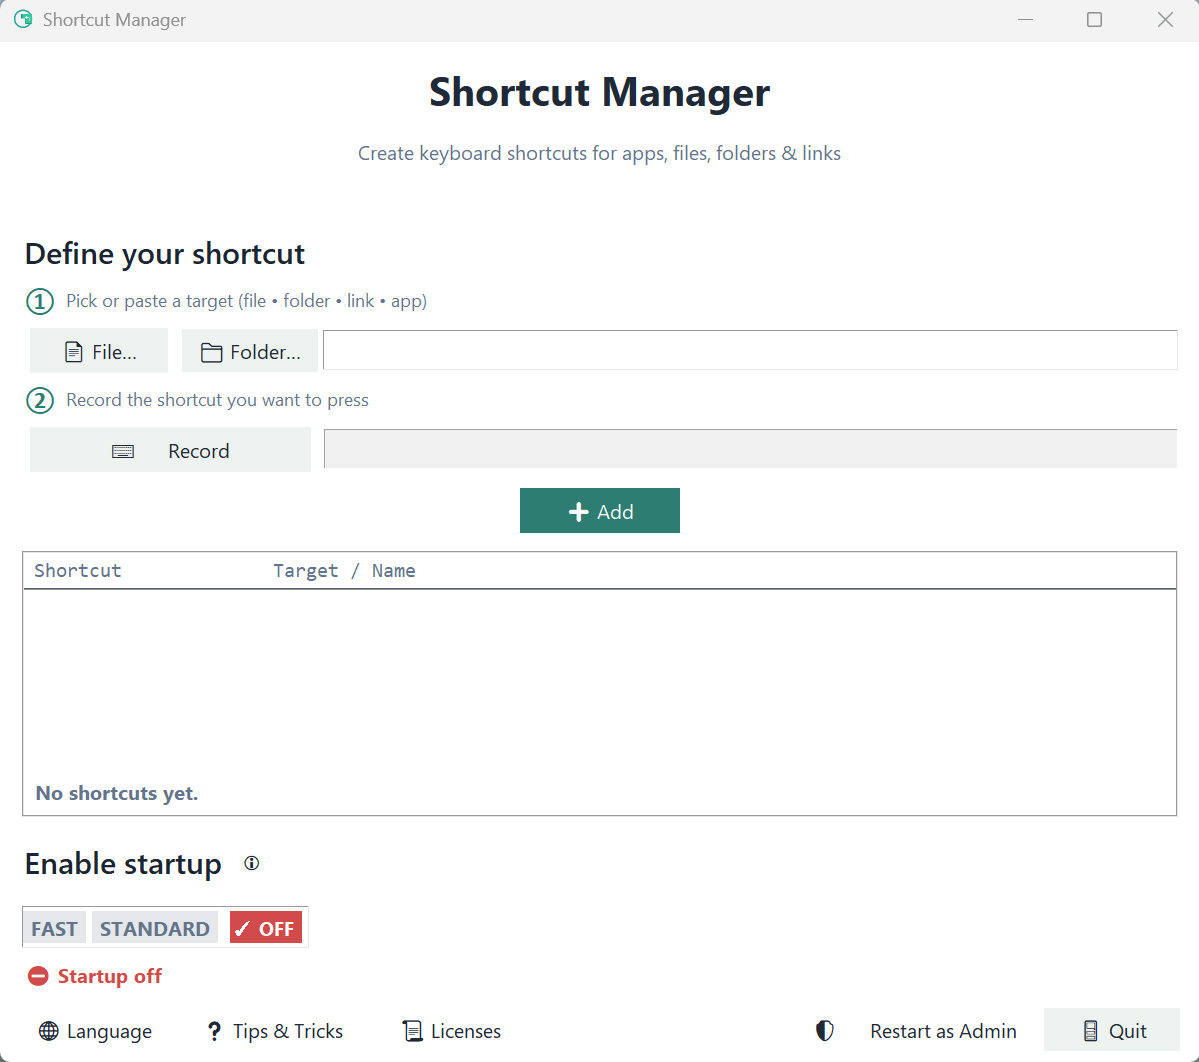 Shortcut Manager
Shortcut Manager
Create keyboard shortcuts for apps, files, folders & links
Define your shortcut
1 Pick or paste a target (file • folder • link • app)
File... Folder...
2 Record the shortcut you want to press
Record
Add
Shortcut Target / Name
No shortcuts yet.
Enable startup
FAST STANDARD ✓ OFF
Startup off
Language ? Tips & Tricks Licenses Restart as Admin Quit